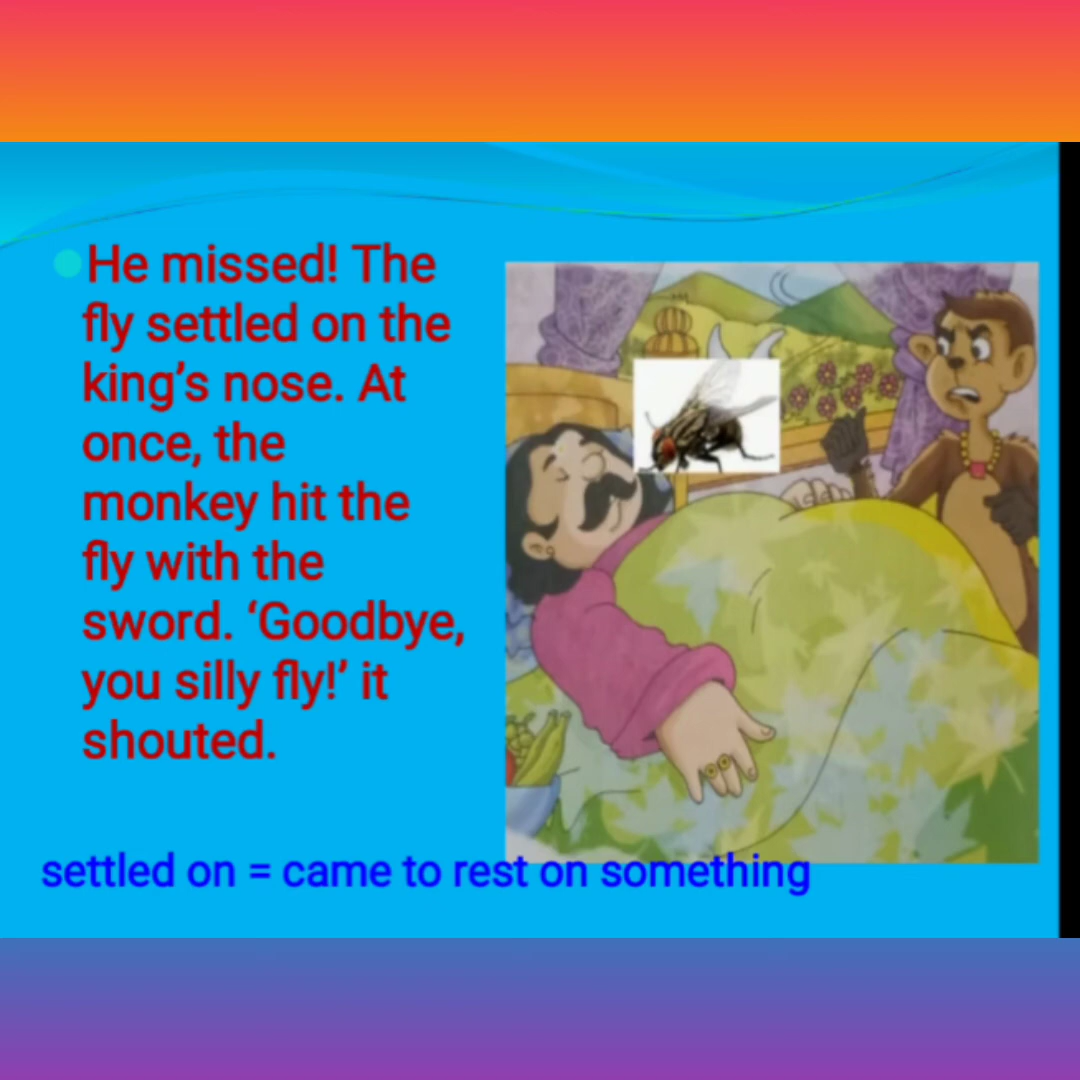 He missed! The
fly settled on the
king’s nose. At
once, the
monkey hit the
fly with the
sword. ‘Goodbye,
you silly fly!’ it
shouted.
settled on = came to rest on something